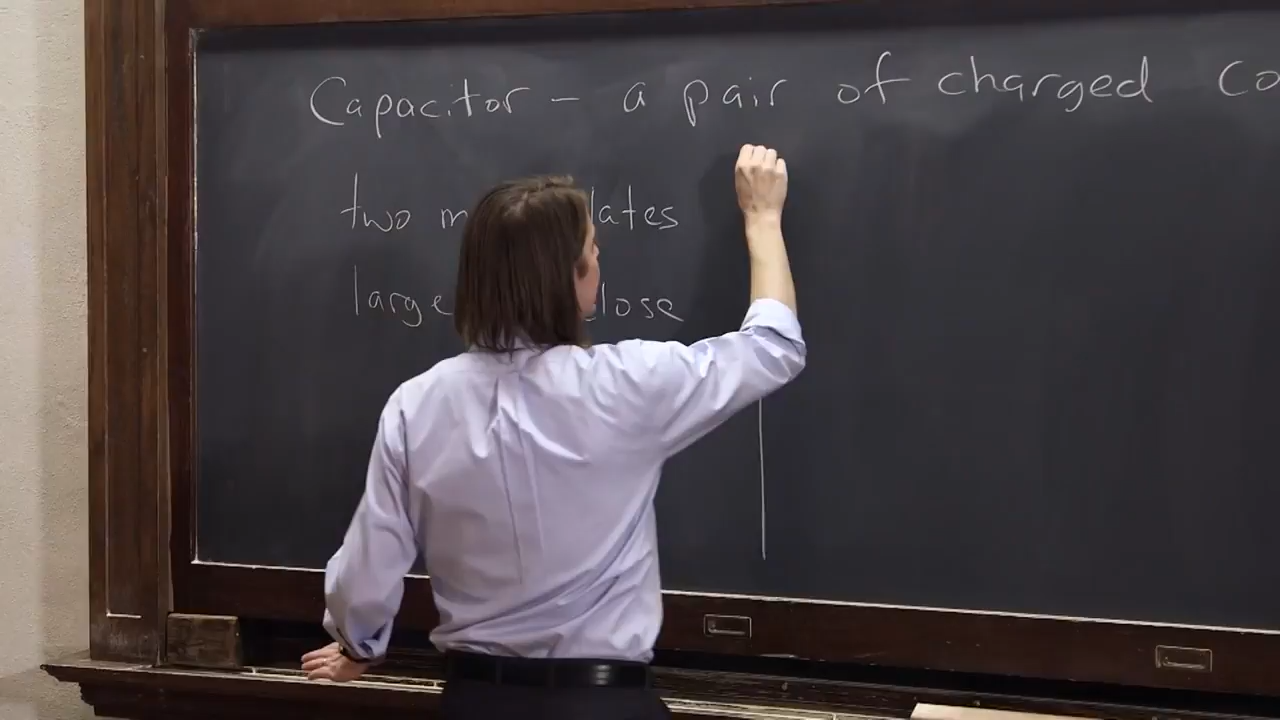 Capacitor – a pair of charged co
two m lates
large lose